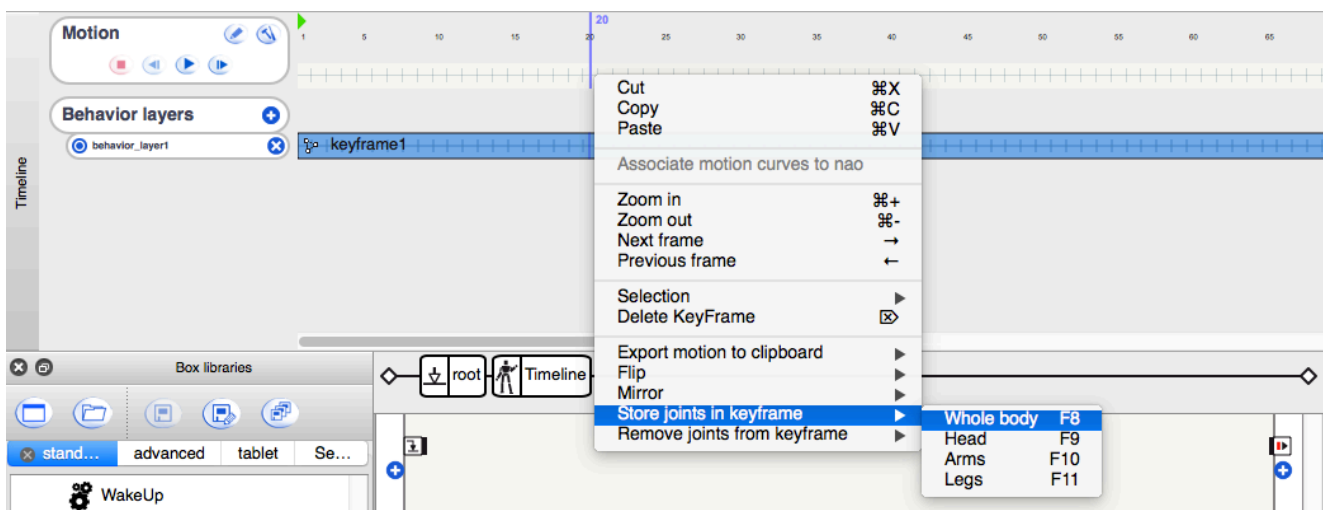 20
Motion
1 5 10 15 20 25 30 35 40 45 50 55 60 65
Behavior layers
behavior_layer1
keyframe1
Timeline
Cut ⌘X
Copy ⌘C
Paste ⌘V
Associate motion curves to nao
Zoom in ⌘+
Zoom out ⌘-
Next frame →
Previous frame ←
Selection
Delete KeyFrame ⌦
Export motion to clipboard
Flip
Mirror
Store joints in keyframe
Remove joints from keyframe
Whole body F8
Head F9
Arms F10
Legs F11
Box libraries
root
Timeline
stand...
advanced
tablet
Se...
WakeUp